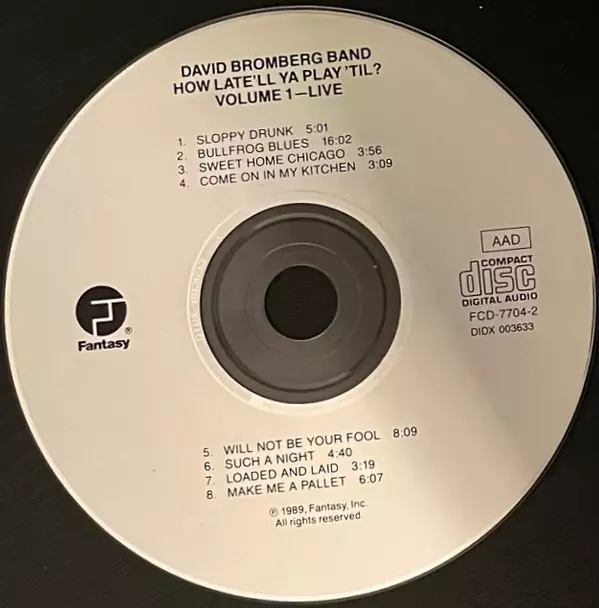 DAVID BROMBERG BAND
HOW LATE'LL YA PLAY 'TIL?
VOLUME 1—LIVE
1. SLOPPY DRUNK 5:01
2. BULLFROG BLUES 16:02
3. SWEET HOME CHICAGO 3:56
4. COME ON IN MY KITCHEN 3:09
AAD
COMPACT
disc
DIGITAL AUDIO
FCD-7704-2
DIDX 003633
F
®
Fantasy
5. WILL NOT BE YOUR FOOL 8:09
6. SUCH A NIGHT 4:40
7. LOADED AND LAID 3:19
8. MAKE ME A PALLET 6:07
℗ 1989, Fantasy, Inc.
All rights reserved.